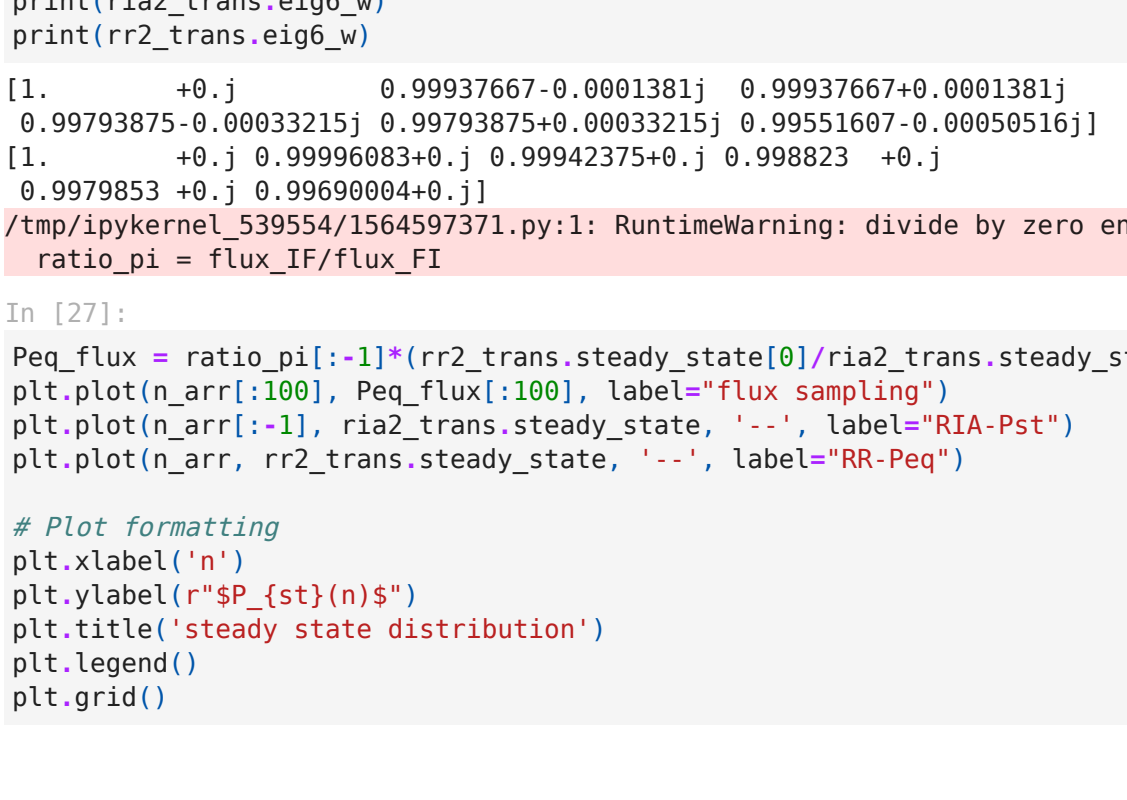 print(ria2_trans.eig6_w)
print(rr2_trans.eig6_w)
[1.        +0.j         0.99937667-0.0001381j  0.99937667+0.0001381j
 0.99793875-0.00033215j 0.99793875+0.00033215j 0.99551607-0.00050516j]
[1.        +0.j 0.99996083+0.j 0.99942375+0.j 0.998823  +0.j
 0.9979853 +0.j 0.99690004+0.j]
/tmp/ipykernel_539554/1564597371.py:1: RuntimeWarning: divide by zero en
  ratio_pi = flux_IF/flux_FI
In [27]:
Peq_flux = ratio_pi[:-1]*(rr2_trans.steady_state[0]/ria2_trans.steady_st
plt.plot(n_arr[:100], Peq_flux[:100], label="flux sampling")
plt.plot(n_arr[:-1], ria2_trans.steady_state, '--', label="RIA-Pst")
plt.plot(n_arr, rr2_trans.steady_state, '--', label="RR-Peq")
# Plot formatting
plt.xlabel('n')
plt.ylabel(r"$P_{st}(n)$")
plt.title('steady state distribution')
plt.legend()
plt.grid()